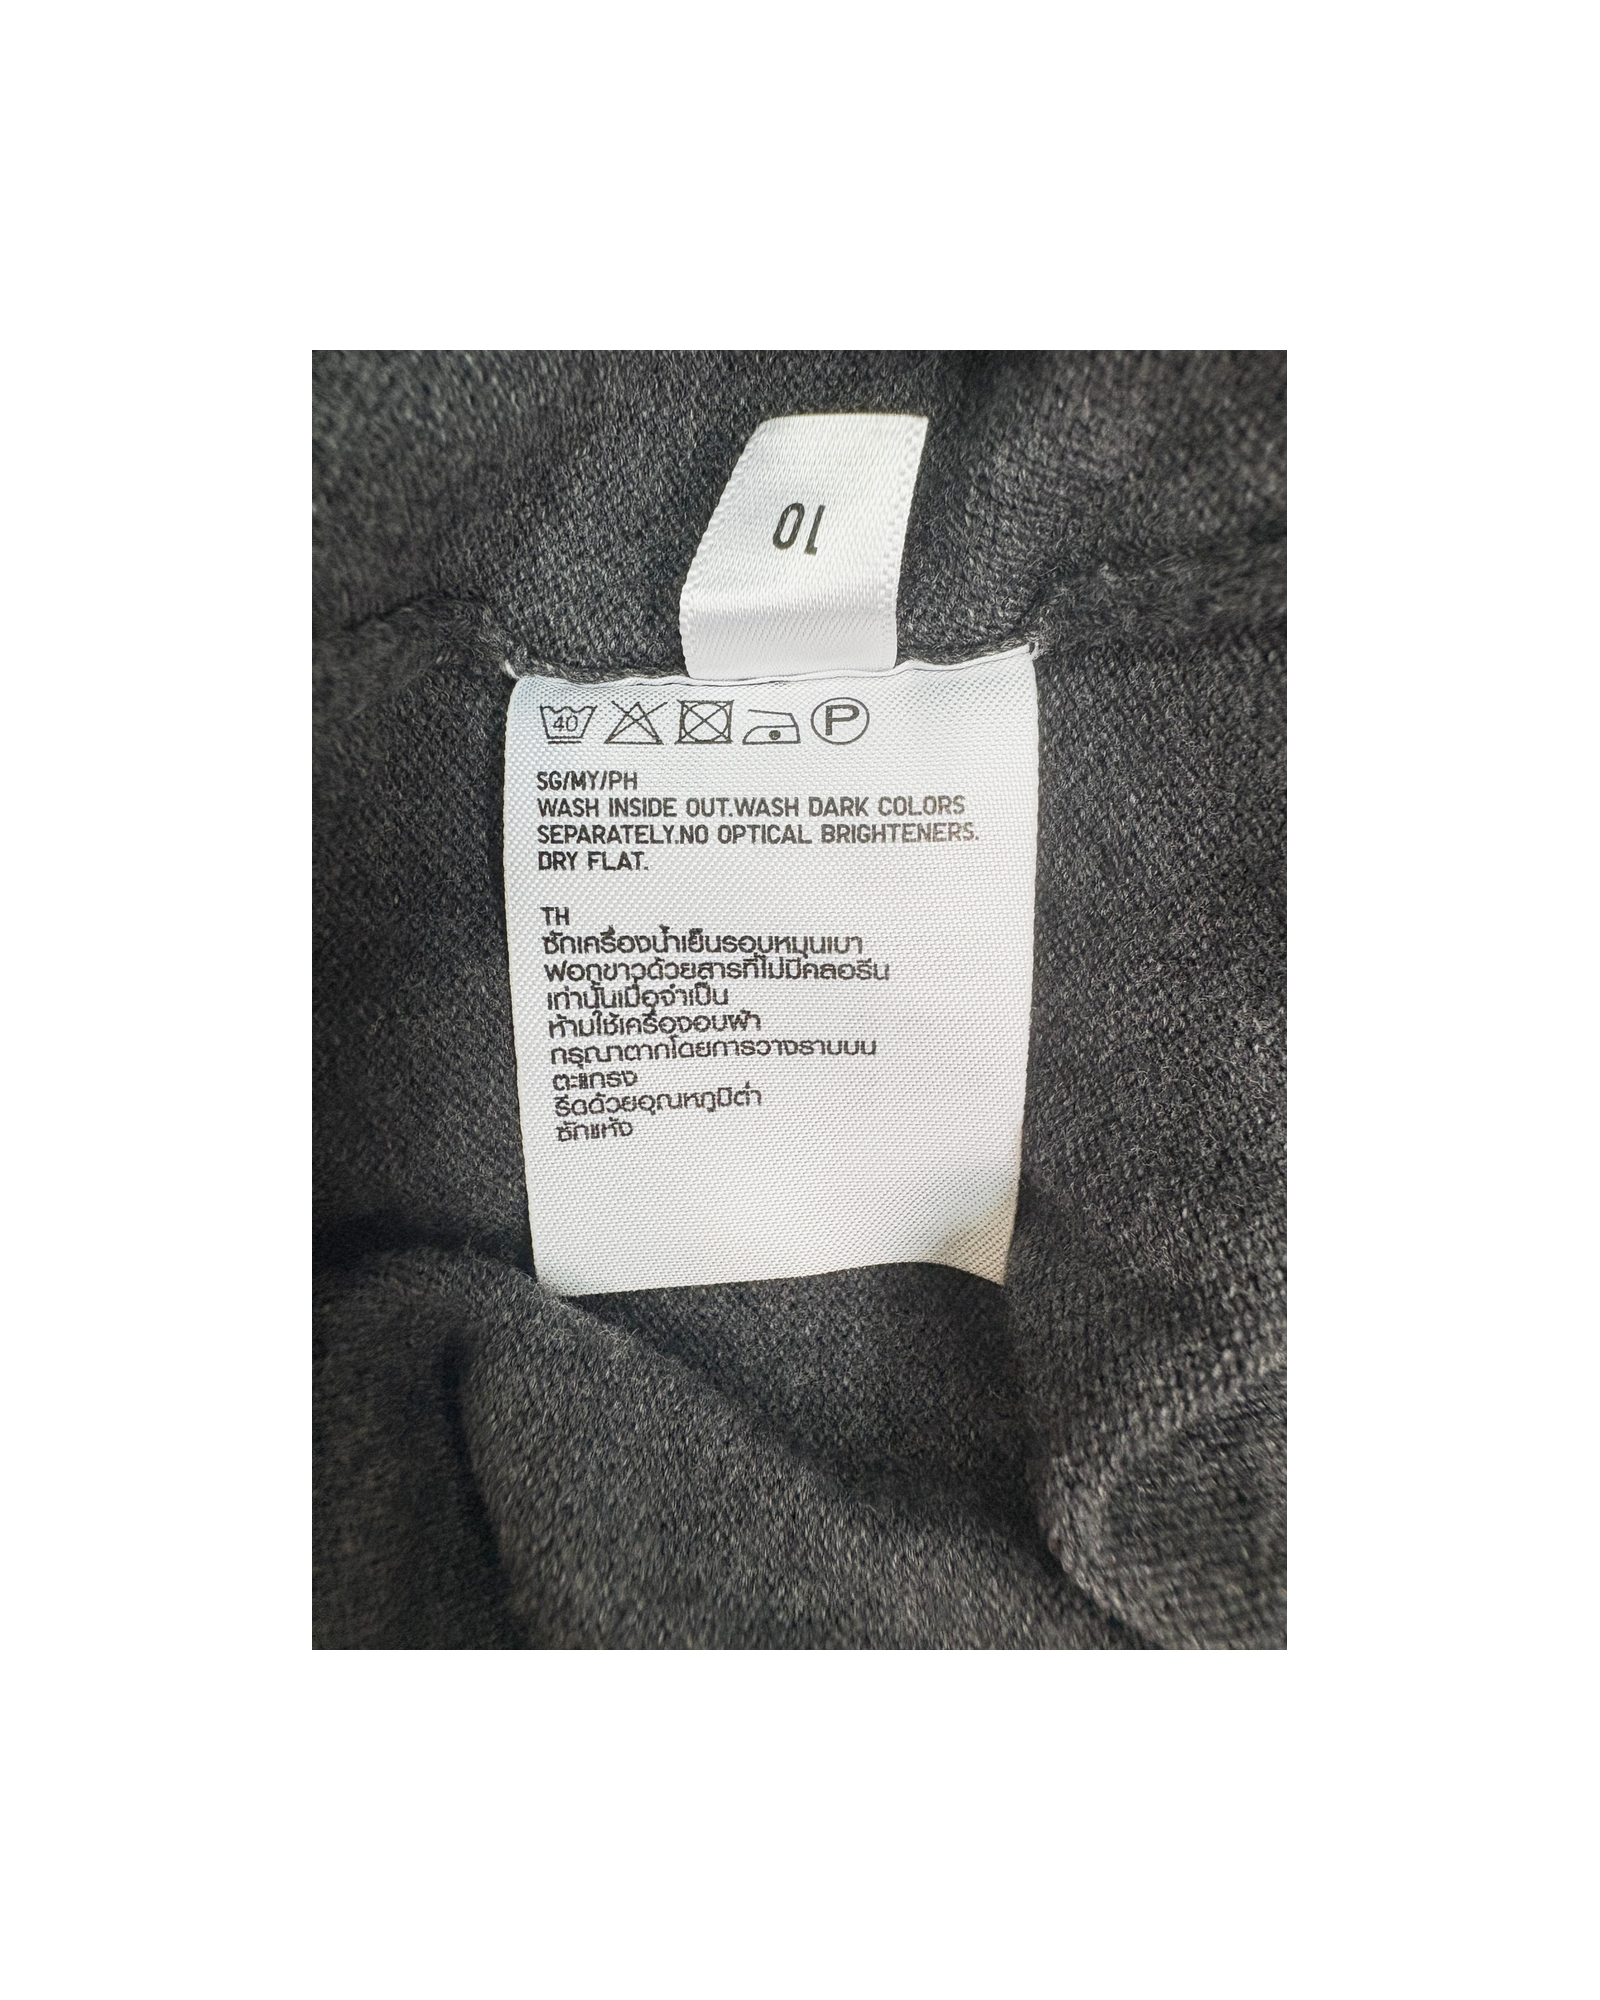 10
40
P
SG/MY/PH
WASH INSIDE OUT.WASH DARK COLORS
SEPARATELY.NO OPTICAL BRIGHTENERS.
DRY FLAT.
TH
ซักเครื่องน้ำเย็นรอบหมุนเบา
ฟอกขาวด้วยสารที่ไม่มีคลอรีน
เท่านั้นเมื่อจำเป็น
ห้ามใช้เครื่องอบผ้า
กรุณาตากโดยการวางราบบน
ตะแกรง
รีดด้วยอุณหภูมิต่ำ
ซักแห้ง